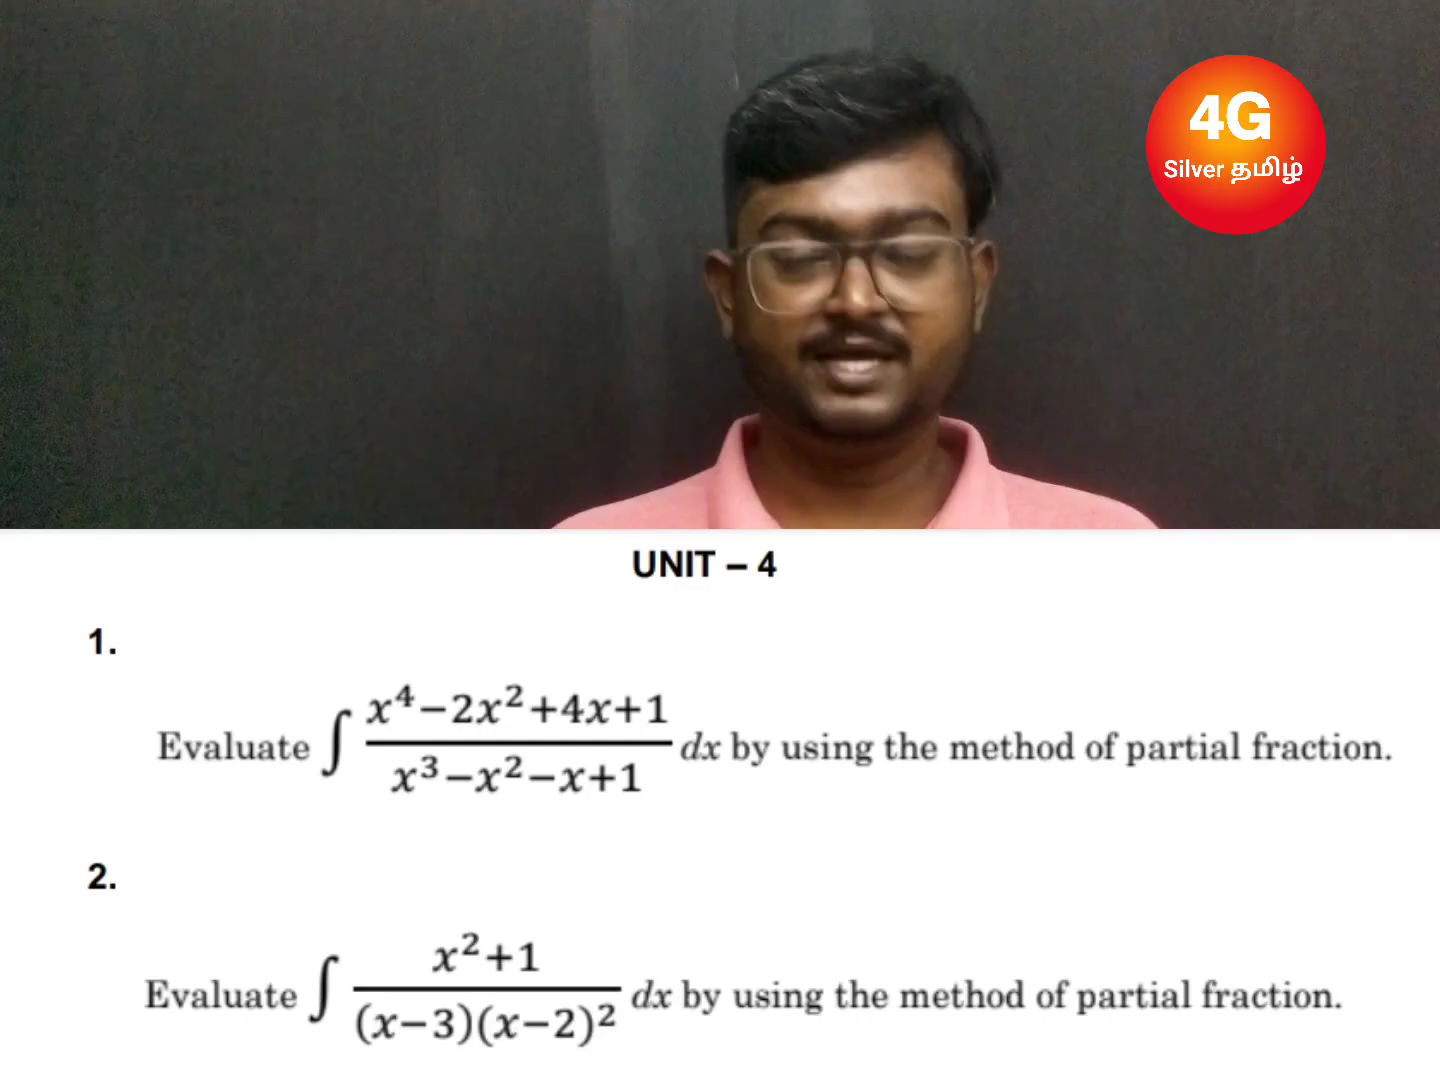 4G
Silver தமிழ்
UNIT – 4
1.
Evaluate ∫ x⁴−2x²+4x+1 / x³−x²−x+1 dx by using the method of partial fraction.
2.
Evaluate ∫ x²+1 / (x−3)(x−2)² dx by using the method of partial fraction.